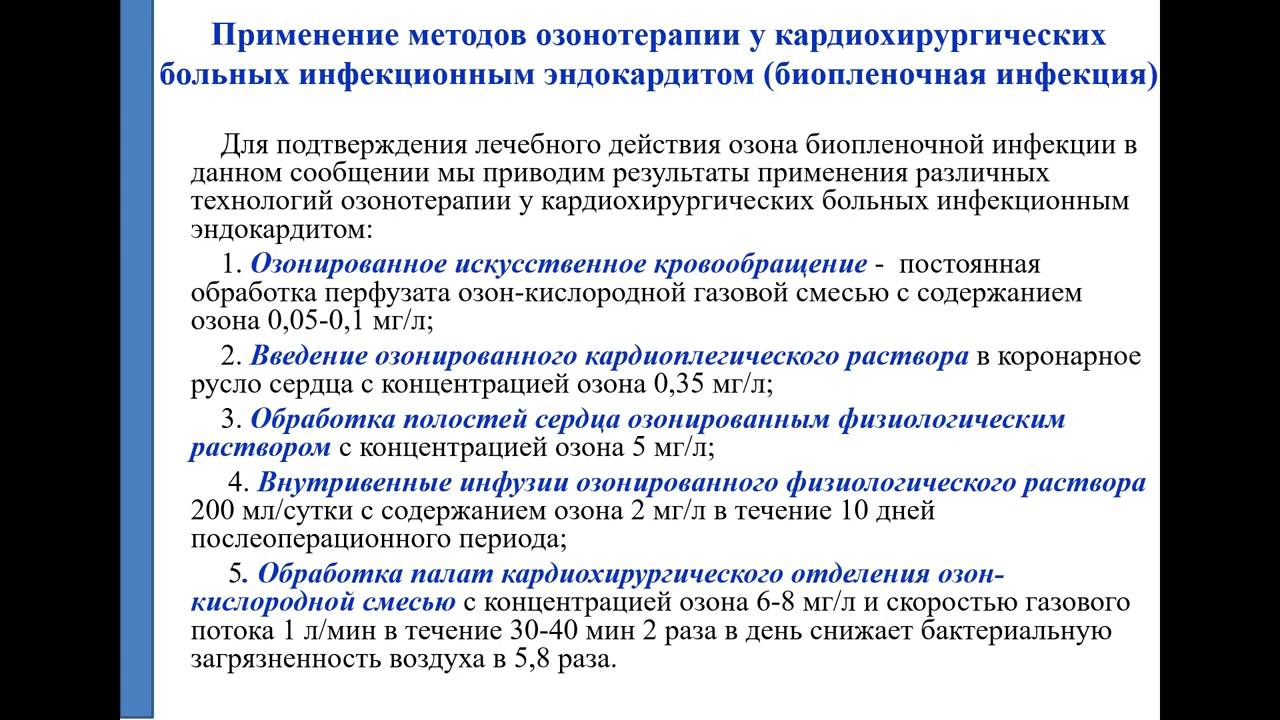 Применение методов озонотерапии у кардиохирургических
больных инфекционным эндокардитом (биопленочная инфекция)
Для подтверждения лечебного действия озона биопленочной инфекции в
данном сообщении мы приводим результаты применения различных
технологий озонотерапии у кардиохирургических больных инфекционным
эндокардитом:
1. Озонированное искусственное кровообращение - постоянная
обработка перфузата озон-кислородной газовой смесью с содержанием
озона 0,05-0,1 мг/л;
2. Введение озонированного кардиоплегического раствора в коронарное
русло сердца с концентрацией озона 0,35 мг/л;
3. Обработка полостей сердца озонированным физиологическим
раствором с концентрацией озона 5 мг/л;
4. Внутривенные инфузии озонированного физиологического раствора
200 мл/сутки с содержанием озона 2 мг/л в течение 10 дней
послеоперационного периода;
5. Обработка палат кардиохирургического отделения озон-
кислородной смесью с концентрацией озона 6-8 мг/л и скоростью газового
потока 1 л/мин в течение 30-40 мин 2 раза в день снижает бактериальную
загрязненность воздуха в 5,8 раза.